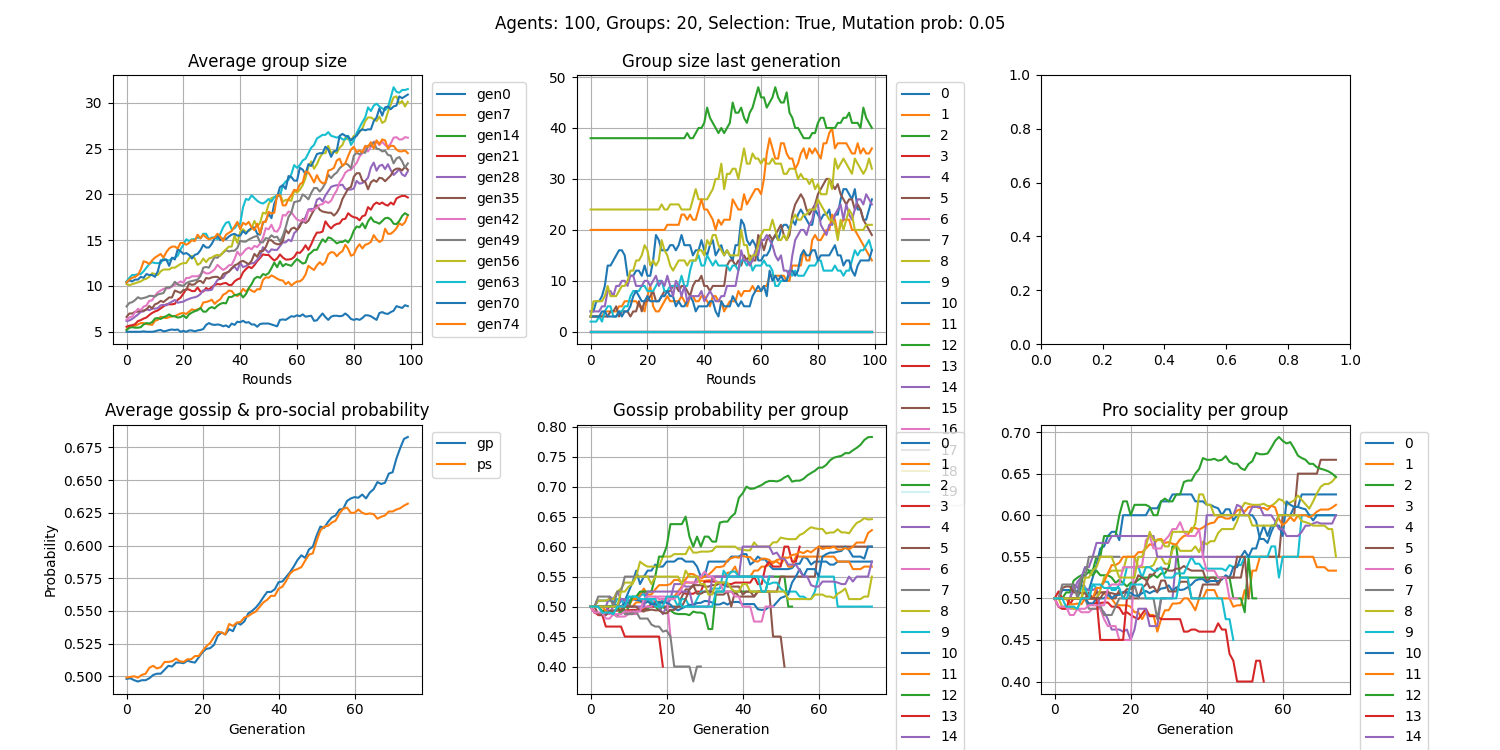 Agents: 100, Groups: 20, Selection: True, Mutation prob: 0.05
Average group size
30
25
20
15
10
5
0 20 40 60 80 100
Rounds
gen0
gen7
gen14
gen21
gen28
gen35
gen42
gen49
gen56
gen63
gen70
gen74
Group size last generation
50
40
30
20
10
0
0 20 40 60 80 100
Rounds
0
1
2
3
4
5
6
7
8
9
10
11
12
13
14
15
16
17
18
19
1.0
0.8
0.6
0.4
0.2
0.0
0.0 0.2 0.4 0.6 0.8 1.0
Average gossip & pro-social probability
Probability
0.675
0.650
0.625
0.600
0.575
0.550
0.525
0.500
0 20 40 60
Generation
gp
ps
Gossip probability per group
0.80
0.75
0.70
0.65
0.60
0.55
0.50
0.45
0.40
0 20 40 60
Generation
0
1
2
3
4
5
6
7
8
9
10
11
12
13
14
Pro sociality per group
0.70
0.65
0.60
0.55
0.50
0.45
0.40
0 20 40 60
Generation
0
1
2
3
4
5
6
7
8
9
10
11
12
13
14